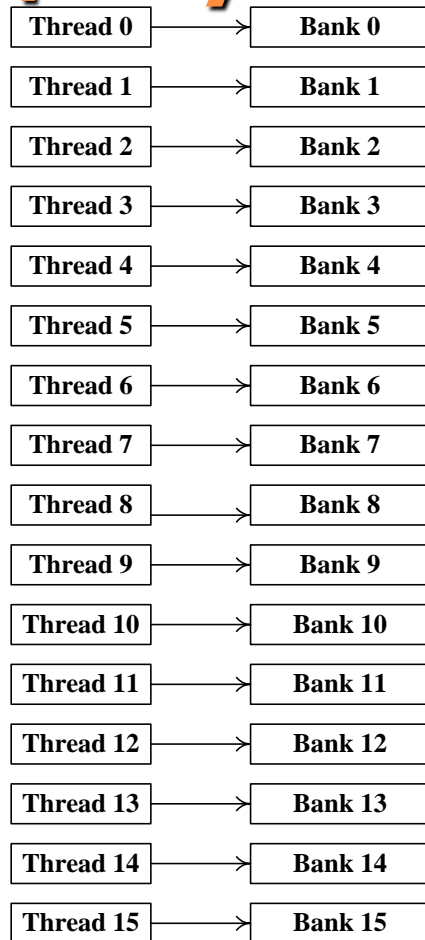 Thread 0 Bank 0
Thread 1 Bank 1
Thread 2 Bank 2
Thread 3 Bank 3
Thread 4 Bank 4
Thread 5 Bank 5
Thread 6 Bank 6
Thread 7 Bank 7
Thread 8 Bank 8
Thread 9 Bank 9
Thread 10 Bank 10
Thread 11 Bank 11
Thread 12 Bank 12
Thread 13 Bank 13
Thread 14 Bank 14
Thread 15 Bank 15